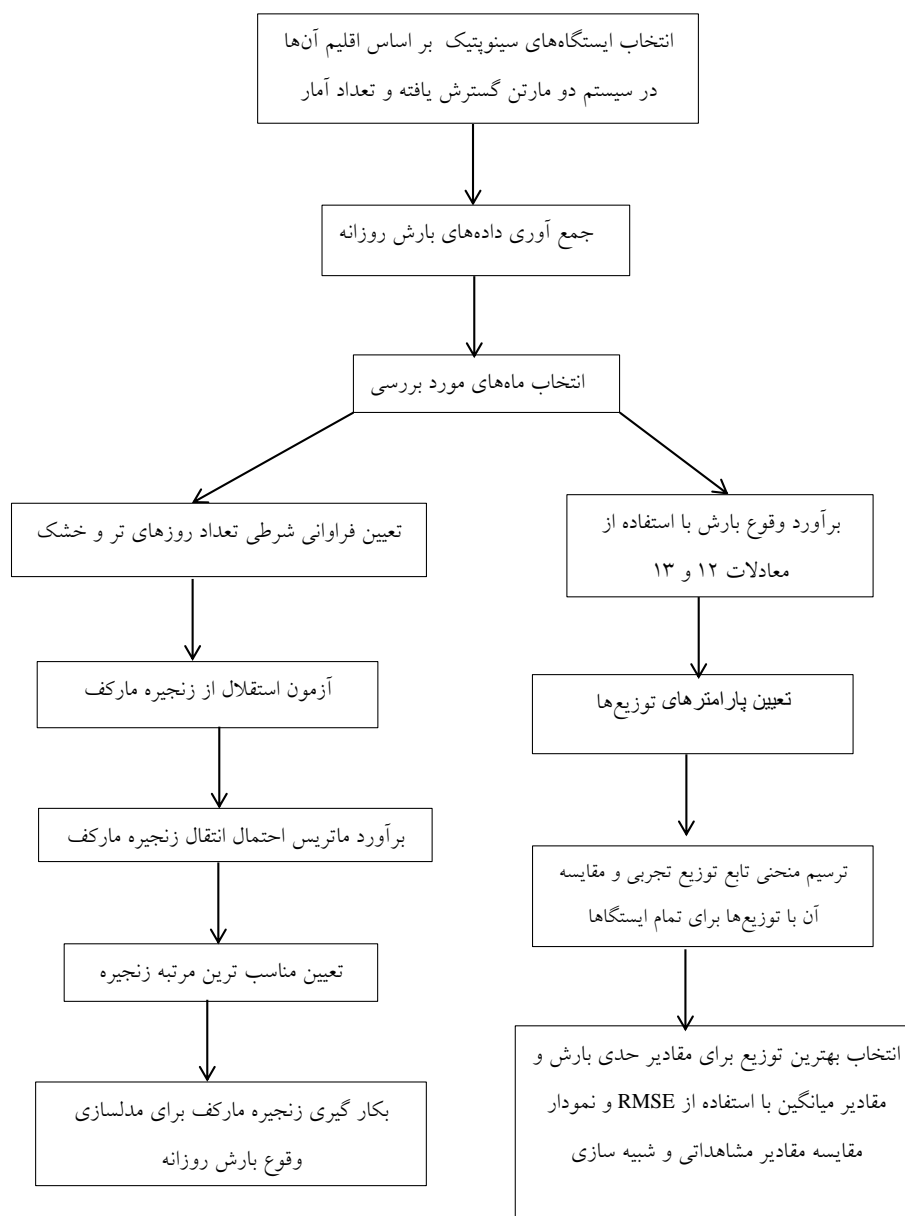 انتخاب ایستگاه‌های سینوپتیک بر اساس اقلیم آن‌ها
در سیستم دو مارتن گسترش یافته و تعداد آمار
جمع آوری داده‌های بارش روزانه
انتخاب ماه‌های مورد بررسی
تعیین فراوانی شرطی تعداد روزهای تر و خشک
آزمون استقلال از زنجیره مارکف
برآورد ماتریس احتمال انتقال زنجیره مارکف
تعیین مناسب ترین مرتبه زنجیره
بکار گیری زنجیره مارکف برای مدلسازی
وقوع بارش روزانه
برآورد وقوع بارش با استفاده از
معادلات ۱۲ و ۱۳
تعیین پارامترهای توزیع‌ها
ترسیم منحنی تابع توزیع تجربی و مقایسه
آن با توزیع‌ها برای تمام ایستگاها
انتخاب بهترین توزیع برای مقادیر حدی بارش و
مقادیر میانگین با استفاده از RMSE و نمودار
مقایسه مقادیر مشاهداتی و شبیه سازی